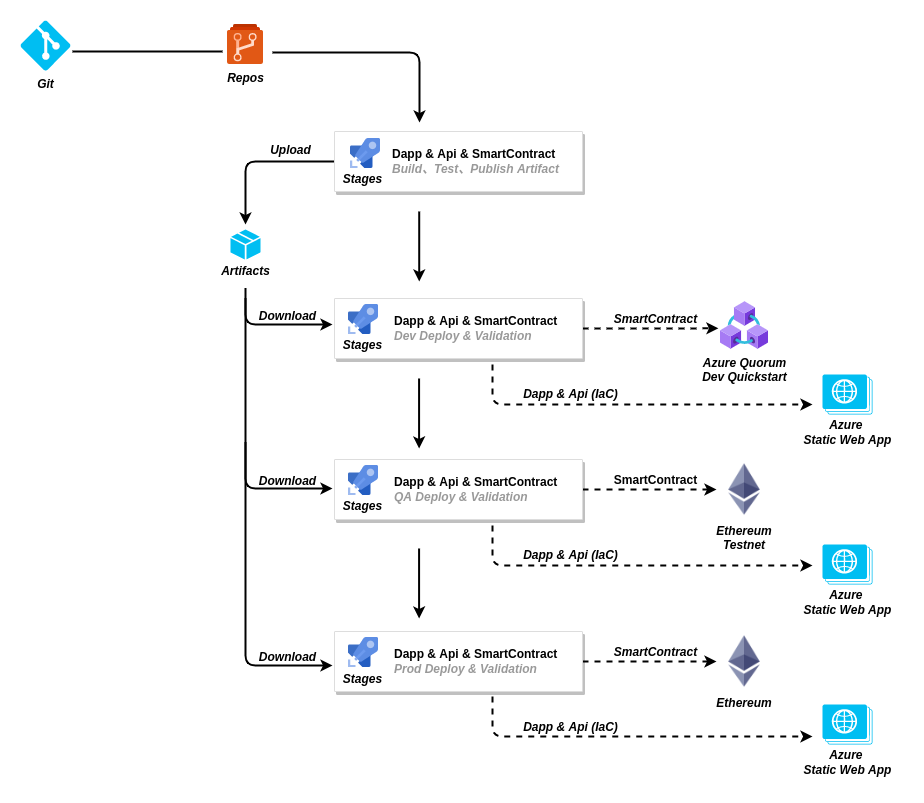 Git
Repos
Upload
Stages
Dapp & Api & SmartContract
Build、Test、Publish Artifact
Artifacts
Download
Stages
Dapp & Api & SmartContract
Dev Deploy & Validation
SmartContract
Azure Quorum
Dev Quickstart
Dapp & Api (IaC)
Azure
Static Web App
Download
Stages
Dapp & Api & SmartContract
QA Deploy & Validation
SmartContract
Ethereum
Testnet
Dapp & Api (IaC)
Azure
Static Web App
Download
Stages
Dapp & Api & SmartContract
Prod Deploy & Validation
SmartContract
Ethereum
Dapp & Api (IaC)
Azure
Static Web App